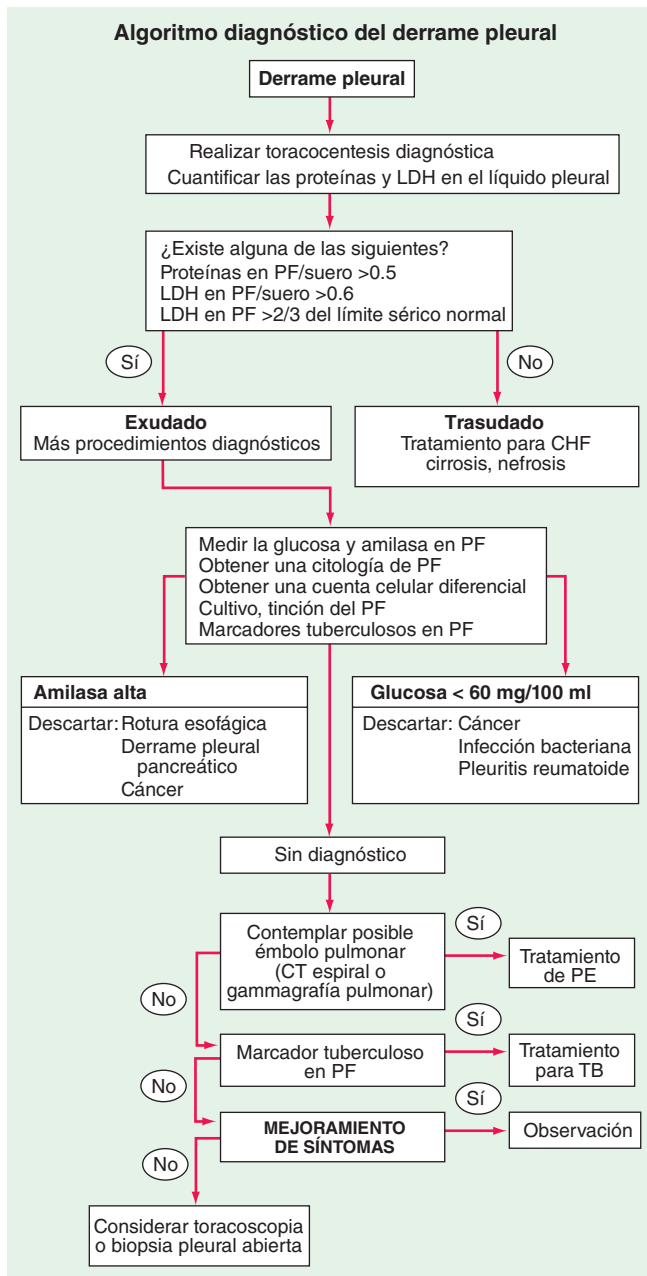 Algoritmo diagnóstico del derrame pleural
Derrame pleural
Realizar toracocentesis diagnóstica
Cuantificar las proteínas y LDH en el líquido pleural
¿Existe alguna de las siguientes?
Proteínas en PF/suero >0.5
LDH en PF/suero >0.6
LDH en PF >2/3 del límite sérico normal
Sí
No
Exudado
Más procedimientos diagnósticos
Trasudado
Tratamiento para CHF
cirrosis, nefrosis
Medir la glucosa y amilasa en PF
Obtener una citología de PF
Obtener una cuenta celular diferencial
Cultivo, tinción del PF
Marcadores tuberculosos en PF
Amilasa alta
Descartar: Rotura esofágica
Derrame pleural
pancreático
Cáncer
Glucosa < 60 mg/100 ml
Descartar: Cáncer
Infección bacteriana
Pleuritis reumatoide
Sin diagnóstico
Contemplar posible
émbolo pulmonar
(CT espiral o
gammagrafía pulmonar)
Sí
Tratamiento
de PE
No
Marcador tuberculoso
en PF
Sí
Tratamiento
para TB
No
MEJORAMIENTO
DE SÍNTOMAS
Sí
Observación
No
Considerar toracoscopia
o biopsia pleural abierta